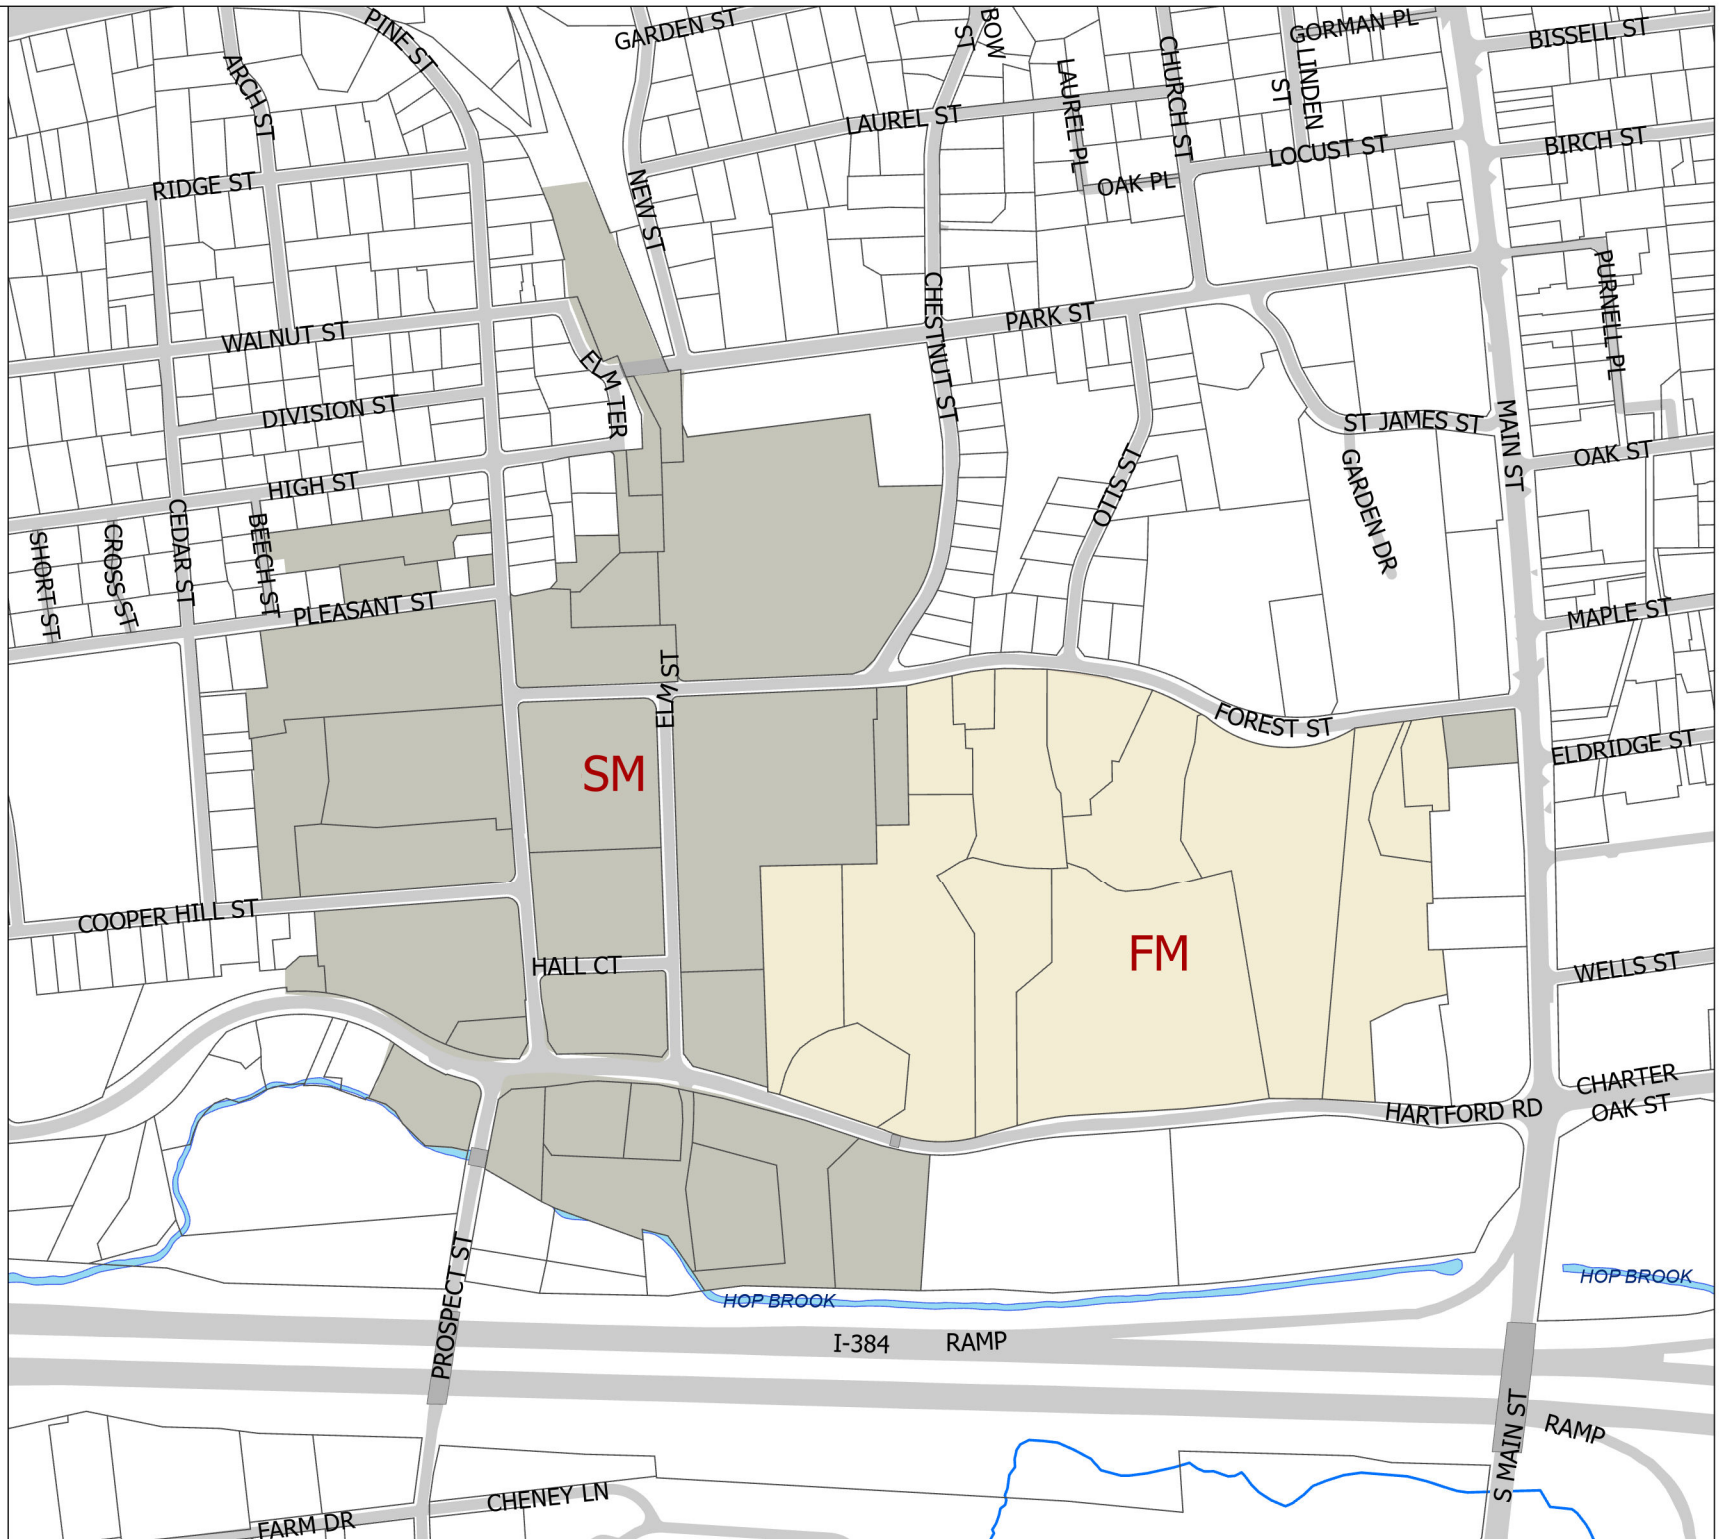 PINE ST
GARDEN ST
BOW
ST
GORMAN PL
BISSELL ST
ARCH ST
LAUREL PL
CHURCH ST
LINDEN
ST
LAUREL ST
BIRCH ST
LOCUST ST
RIDGE ST
OAK PL
NEW ST
PURNELL PL
CHESTNUT ST
PARK ST
WALNUT ST
ELM TER
DIVISION ST
ST JAMES ST
MAIN ST
OAK ST
HIGH ST
OTIS ST
GARDEN DR
SHORT ST
CROSS ST
CEDAR ST
BEECH ST
PLEASANT ST
MAPLE ST
ELM ST
FOREST ST
ELDRIDGE ST
SM
COOPER HILL ST
FM
HALL CT
WELLS ST
CHARTER
OAK ST
HARTFORD RD
PROSPECT ST
HOP BROOK
HOP BROOK
I-384
RAMP
S MAIN ST
RAMP
CHENEY LN
FARM DR